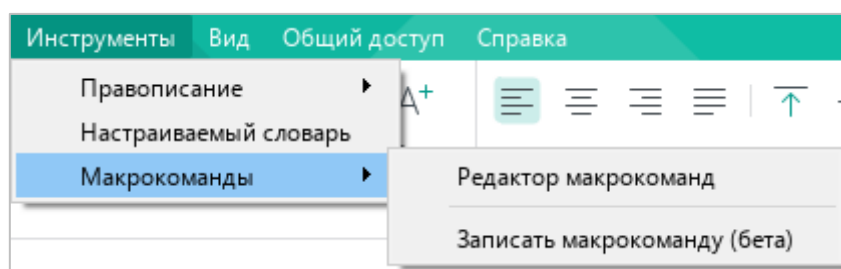 Инструменты Вид Общий доступ Справка
Правописание
Настраиваемый словарь
Макрокоманды
Редактор макрокоманд
Записать макрокоманду (бета)